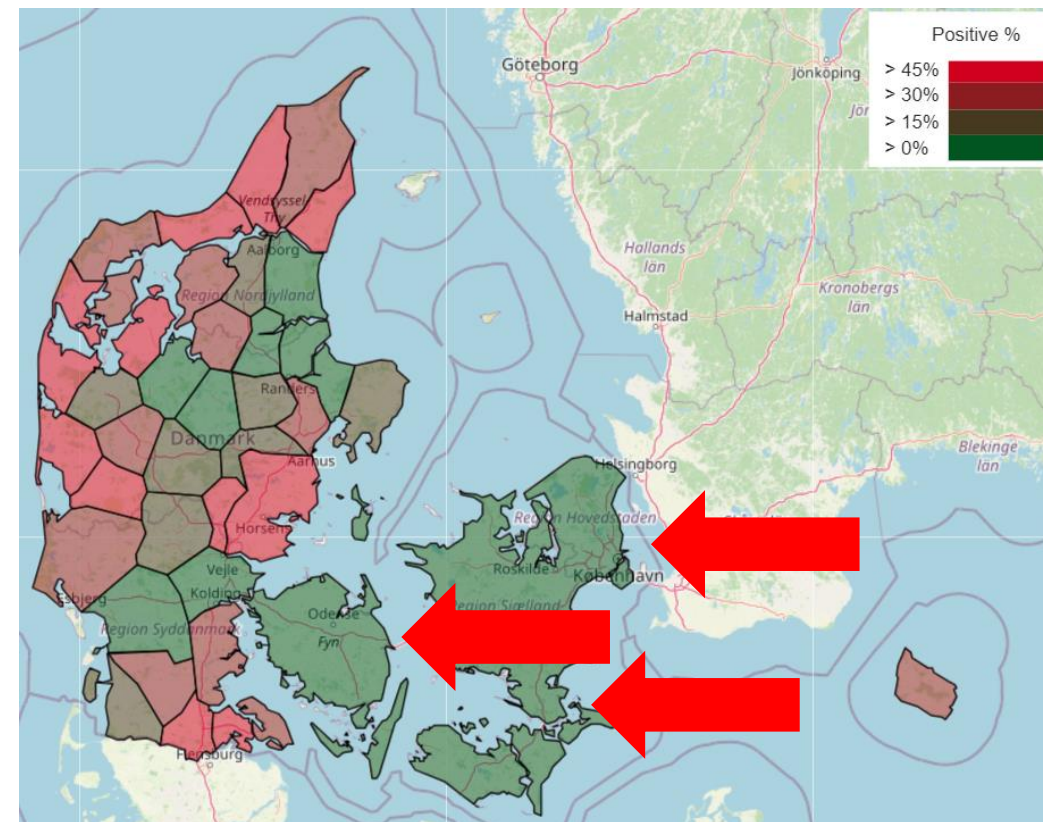 Positive %
> 45%
> 30%
> 15%
> 0%
Göteborg
Jönköping
Vendsyssel-
Thy
Aalborg
Region Nordjylland
Hallands
län
Kronobergs
län
Halmstad
Randers
Danmark
Aarhus
Blekinge
län
Helsingborg
Horsens
Region Hovedstaden
Vejle
Roskilde
København
Kolding
Esbjerg
Odense
Region Sjælland
Region Syddanmark
Fyn
Flensburg